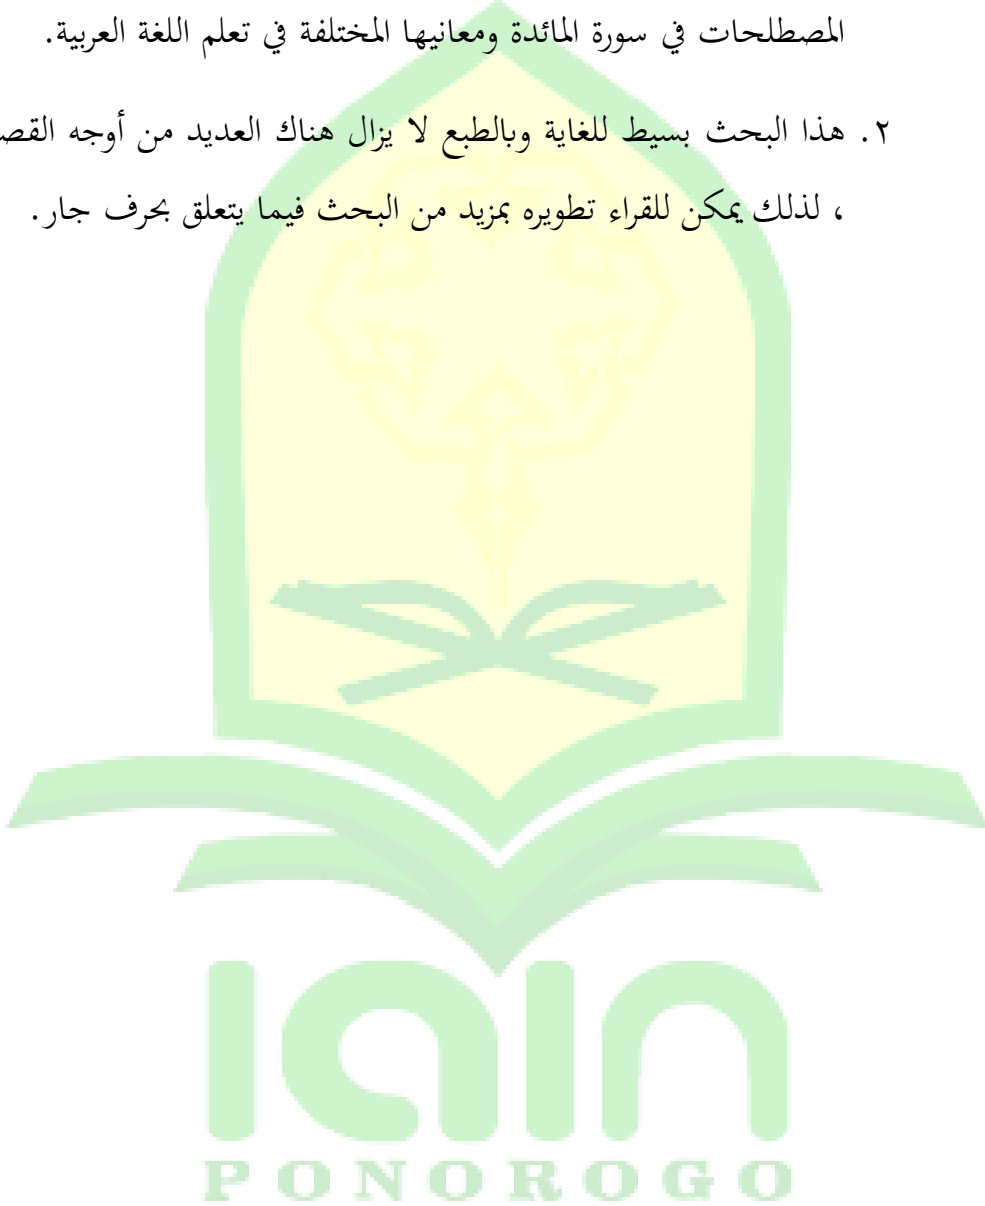 المصطلحات في سورة المائدة ومعانيها المختلفة في تعلم اللغة العربية.
٢. هذا البحث بسيط للغاية وبالطبع لا يزال هناك العديد من أوجه
، لذلك يمكن للقراء تطويره بمزيد من البحث فيما يتعلق بحرف جار.
iain
PONOROGO